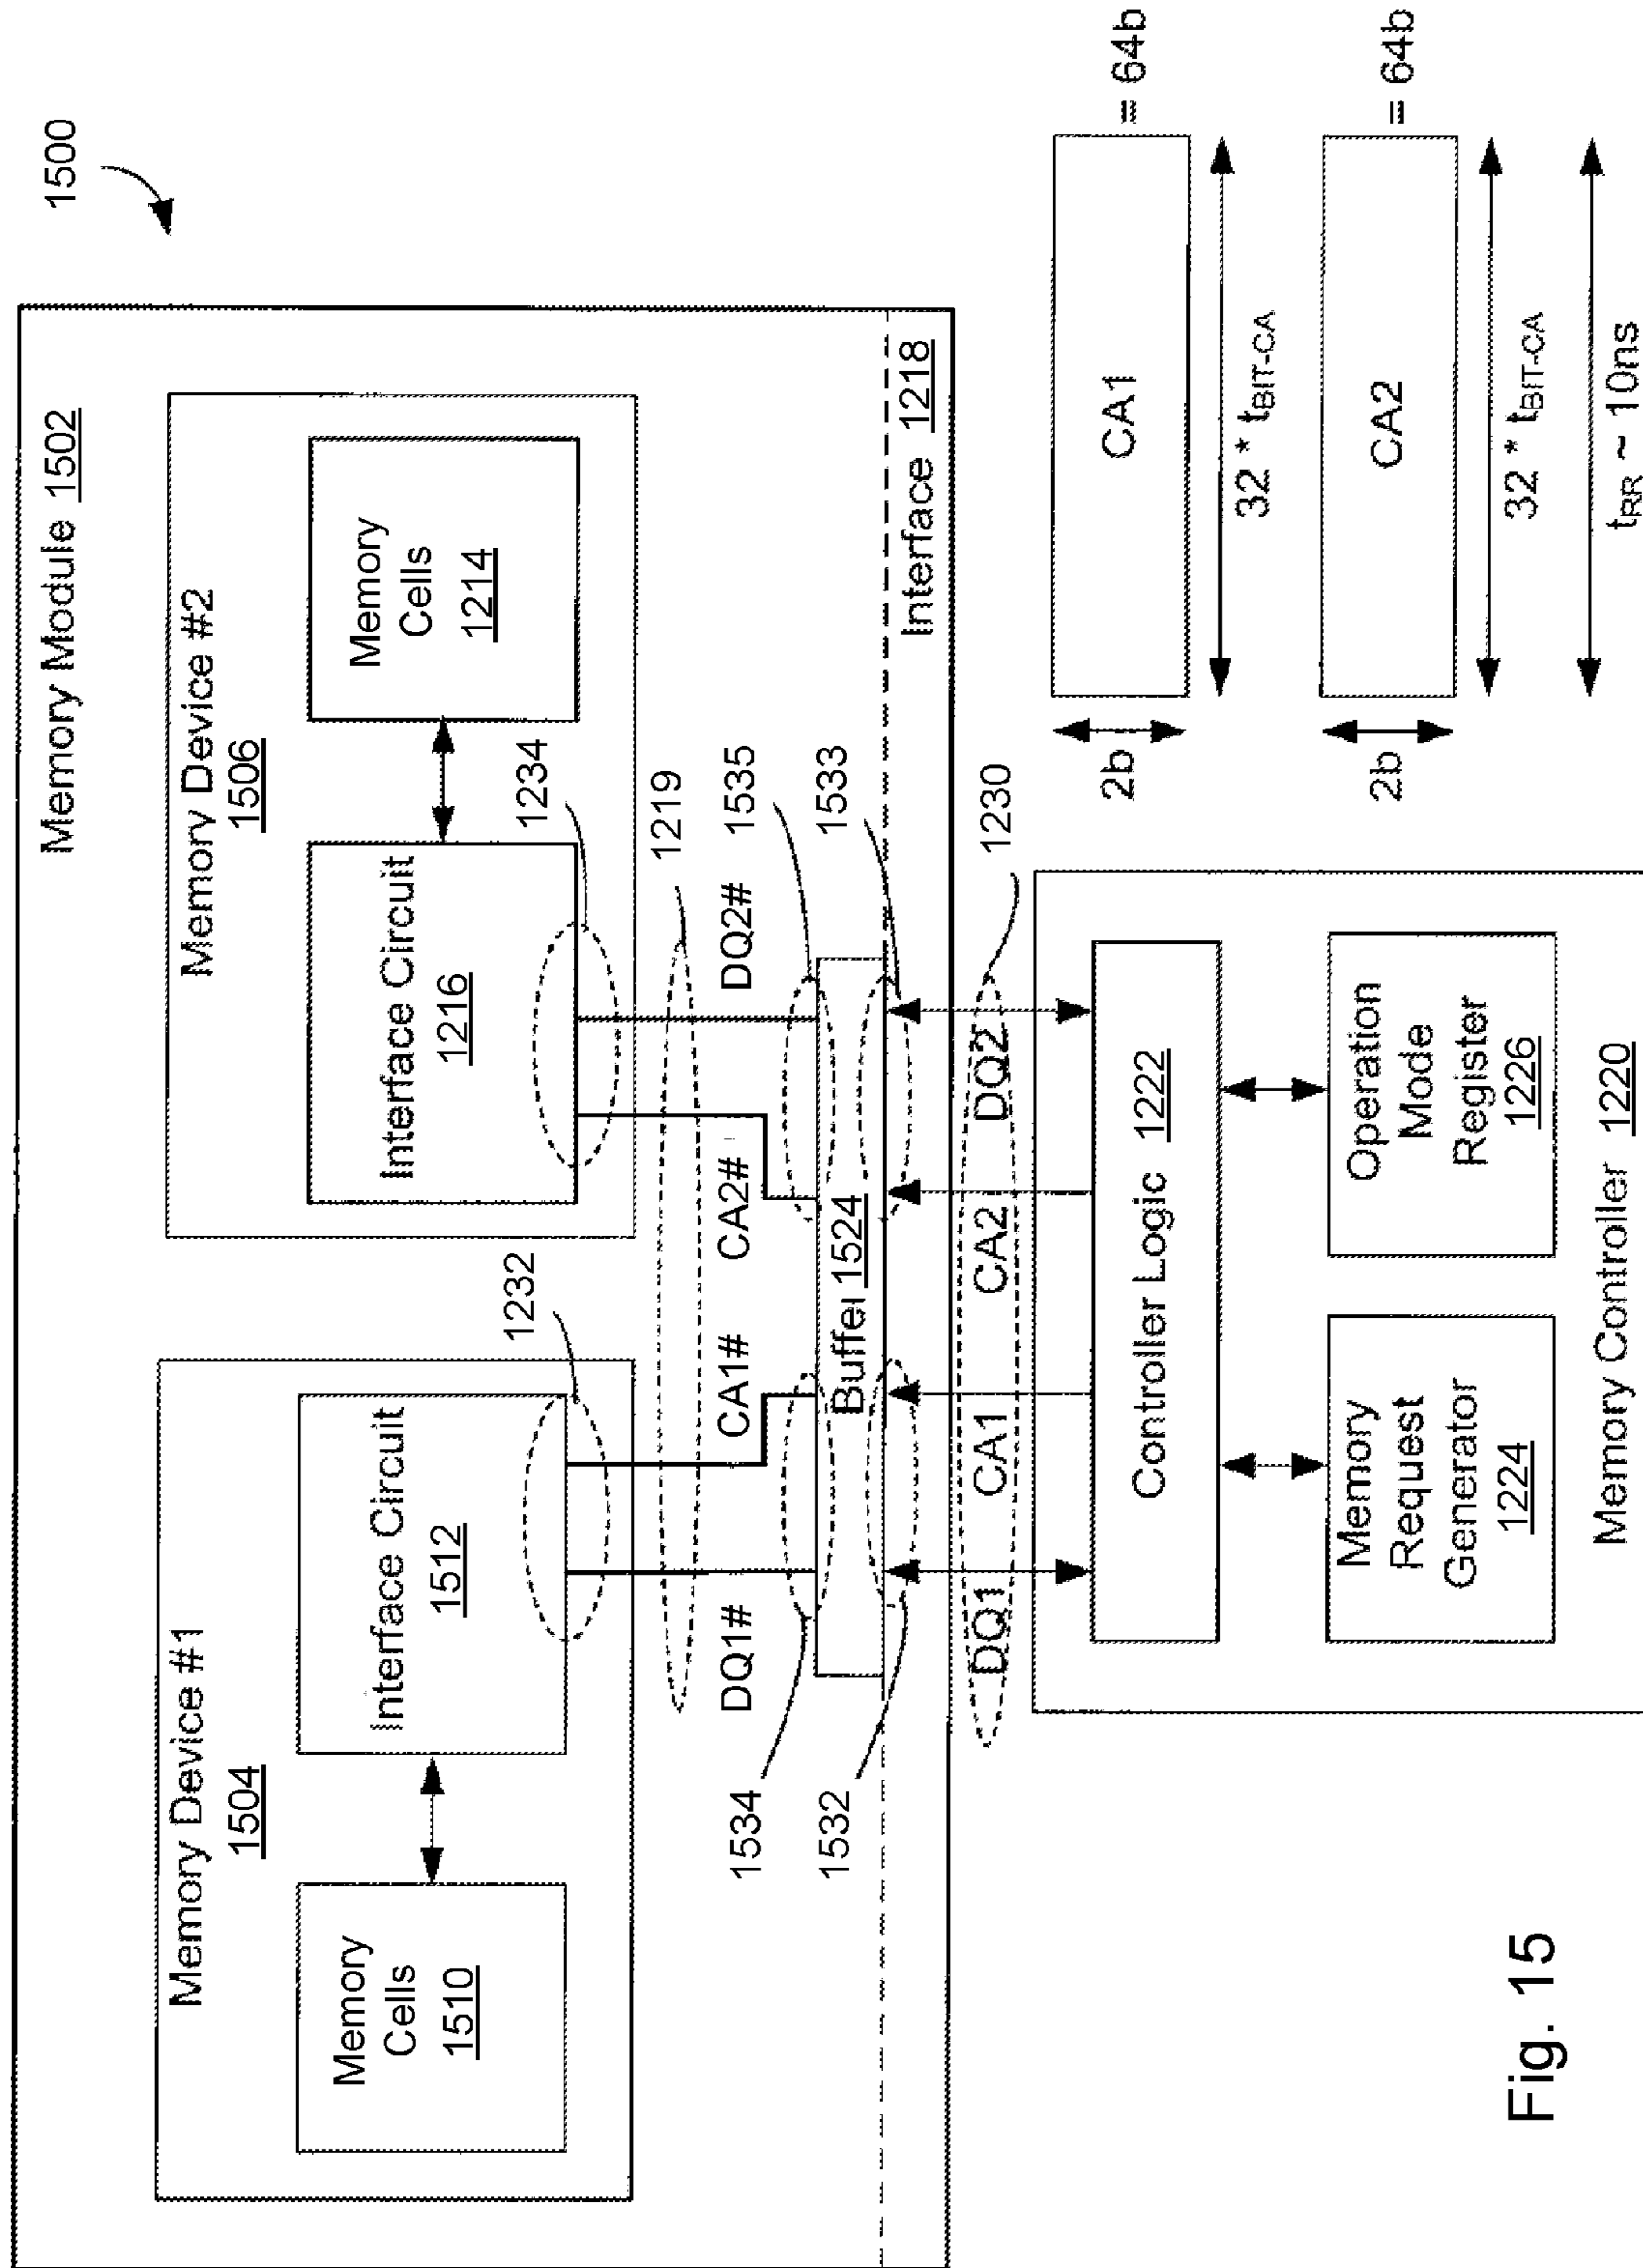 1500
Memory Module 1502
Memory Device #1
1504
Memory
Cells
1510
Interface Circuit
1512
1232
Memory Device #2
1506
Interface Circuit
1216
Memory
Cells
1214
1234
1219
DQ1#
CA1#
CA2#
DQ2#
1535
1533
1534
1532
Buffer 1524
Interface 1218
1230
DQ1
CA1
CA2
DQ2
Controller Logic 1222
Memory
Request
Generator
1224
Operation
Mode
Register
1226
Memory Controller 1220
2b
CA1
= 64b
32 * tBIT-CA
2b
CA2
= 64b
32 * tBIT-CA
tRR ~ 10ns
Fig. 15